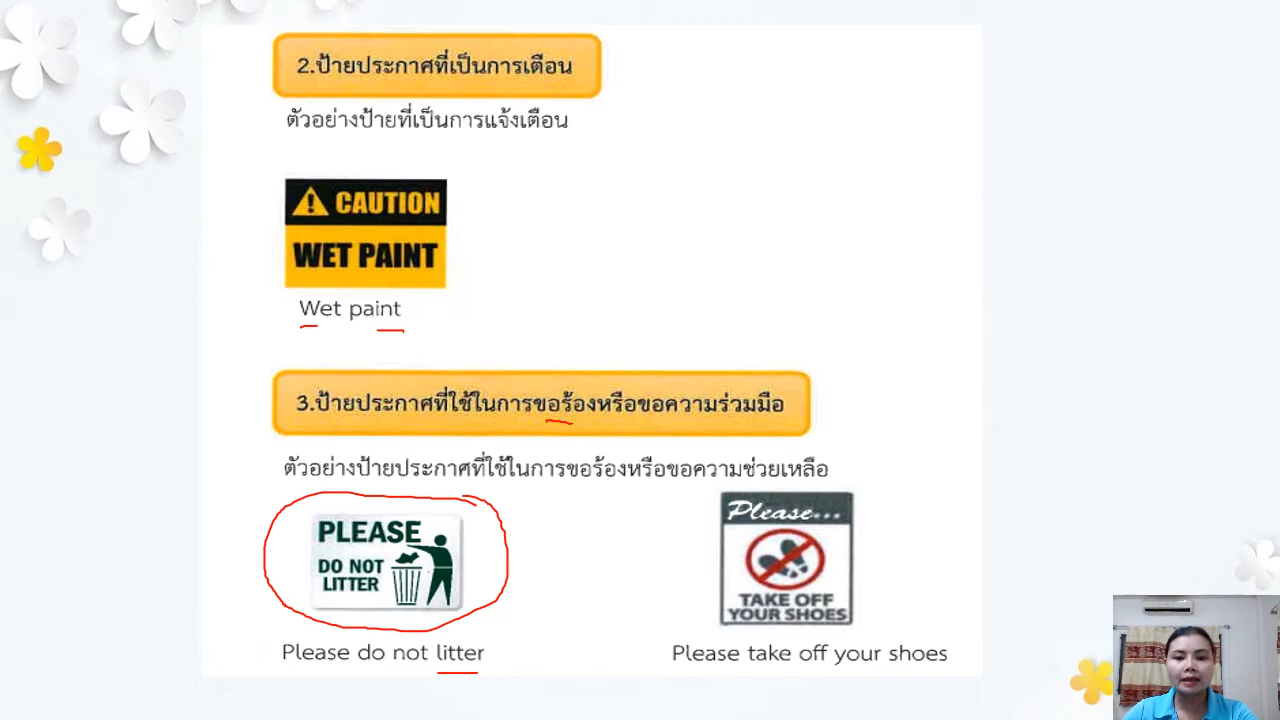 2.ป้ายประกาศที่เป็นการเตือน
ตัวอย่างป้ายที่เป็นการแจ้งเตือน
CAUTION
WET PAINT
Wet paint
3.ป้ายประกาศที่ใช้ในการขอร้องหรือขอความร่วมมือ
ตัวอย่างป้ายประกาศที่ใช้ในการขอร้องหรือขอความช่วยเหลือ
PLEASE
DO NOT
LITTER
Please do not litter
Please...
TAKE OFF
YOUR SHOES
Please take off your shoes